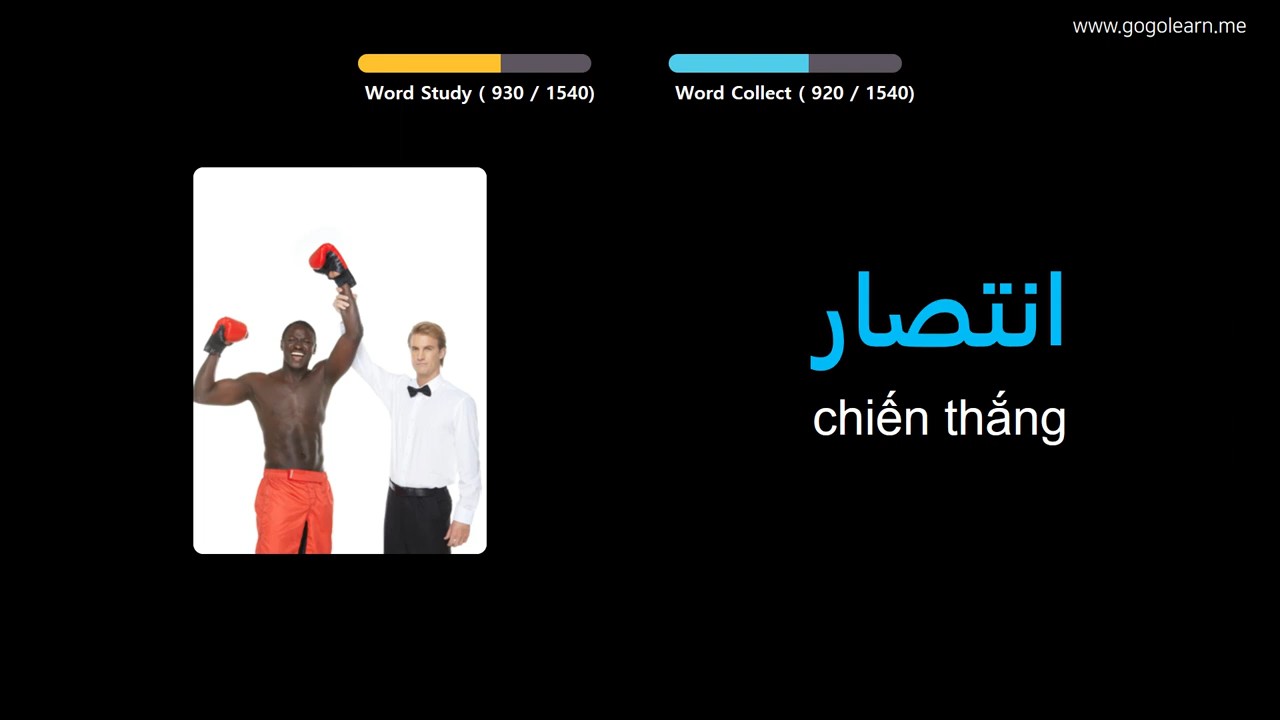 www.gogolearn.me
Word Study ( 930 / 1540)
Word Collect ( 920 / 1540)
انتصار
chiến thắng